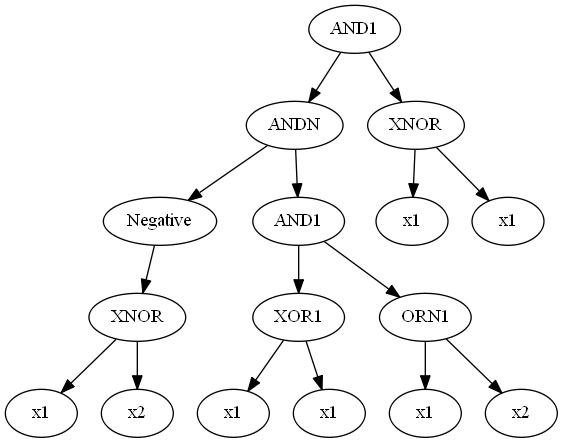 AND1
ANDN
XNOR
Negative
AND1
x1
x1
XNOR
XOR1
ORN1
x1
x2
x1
x1
x1
x2